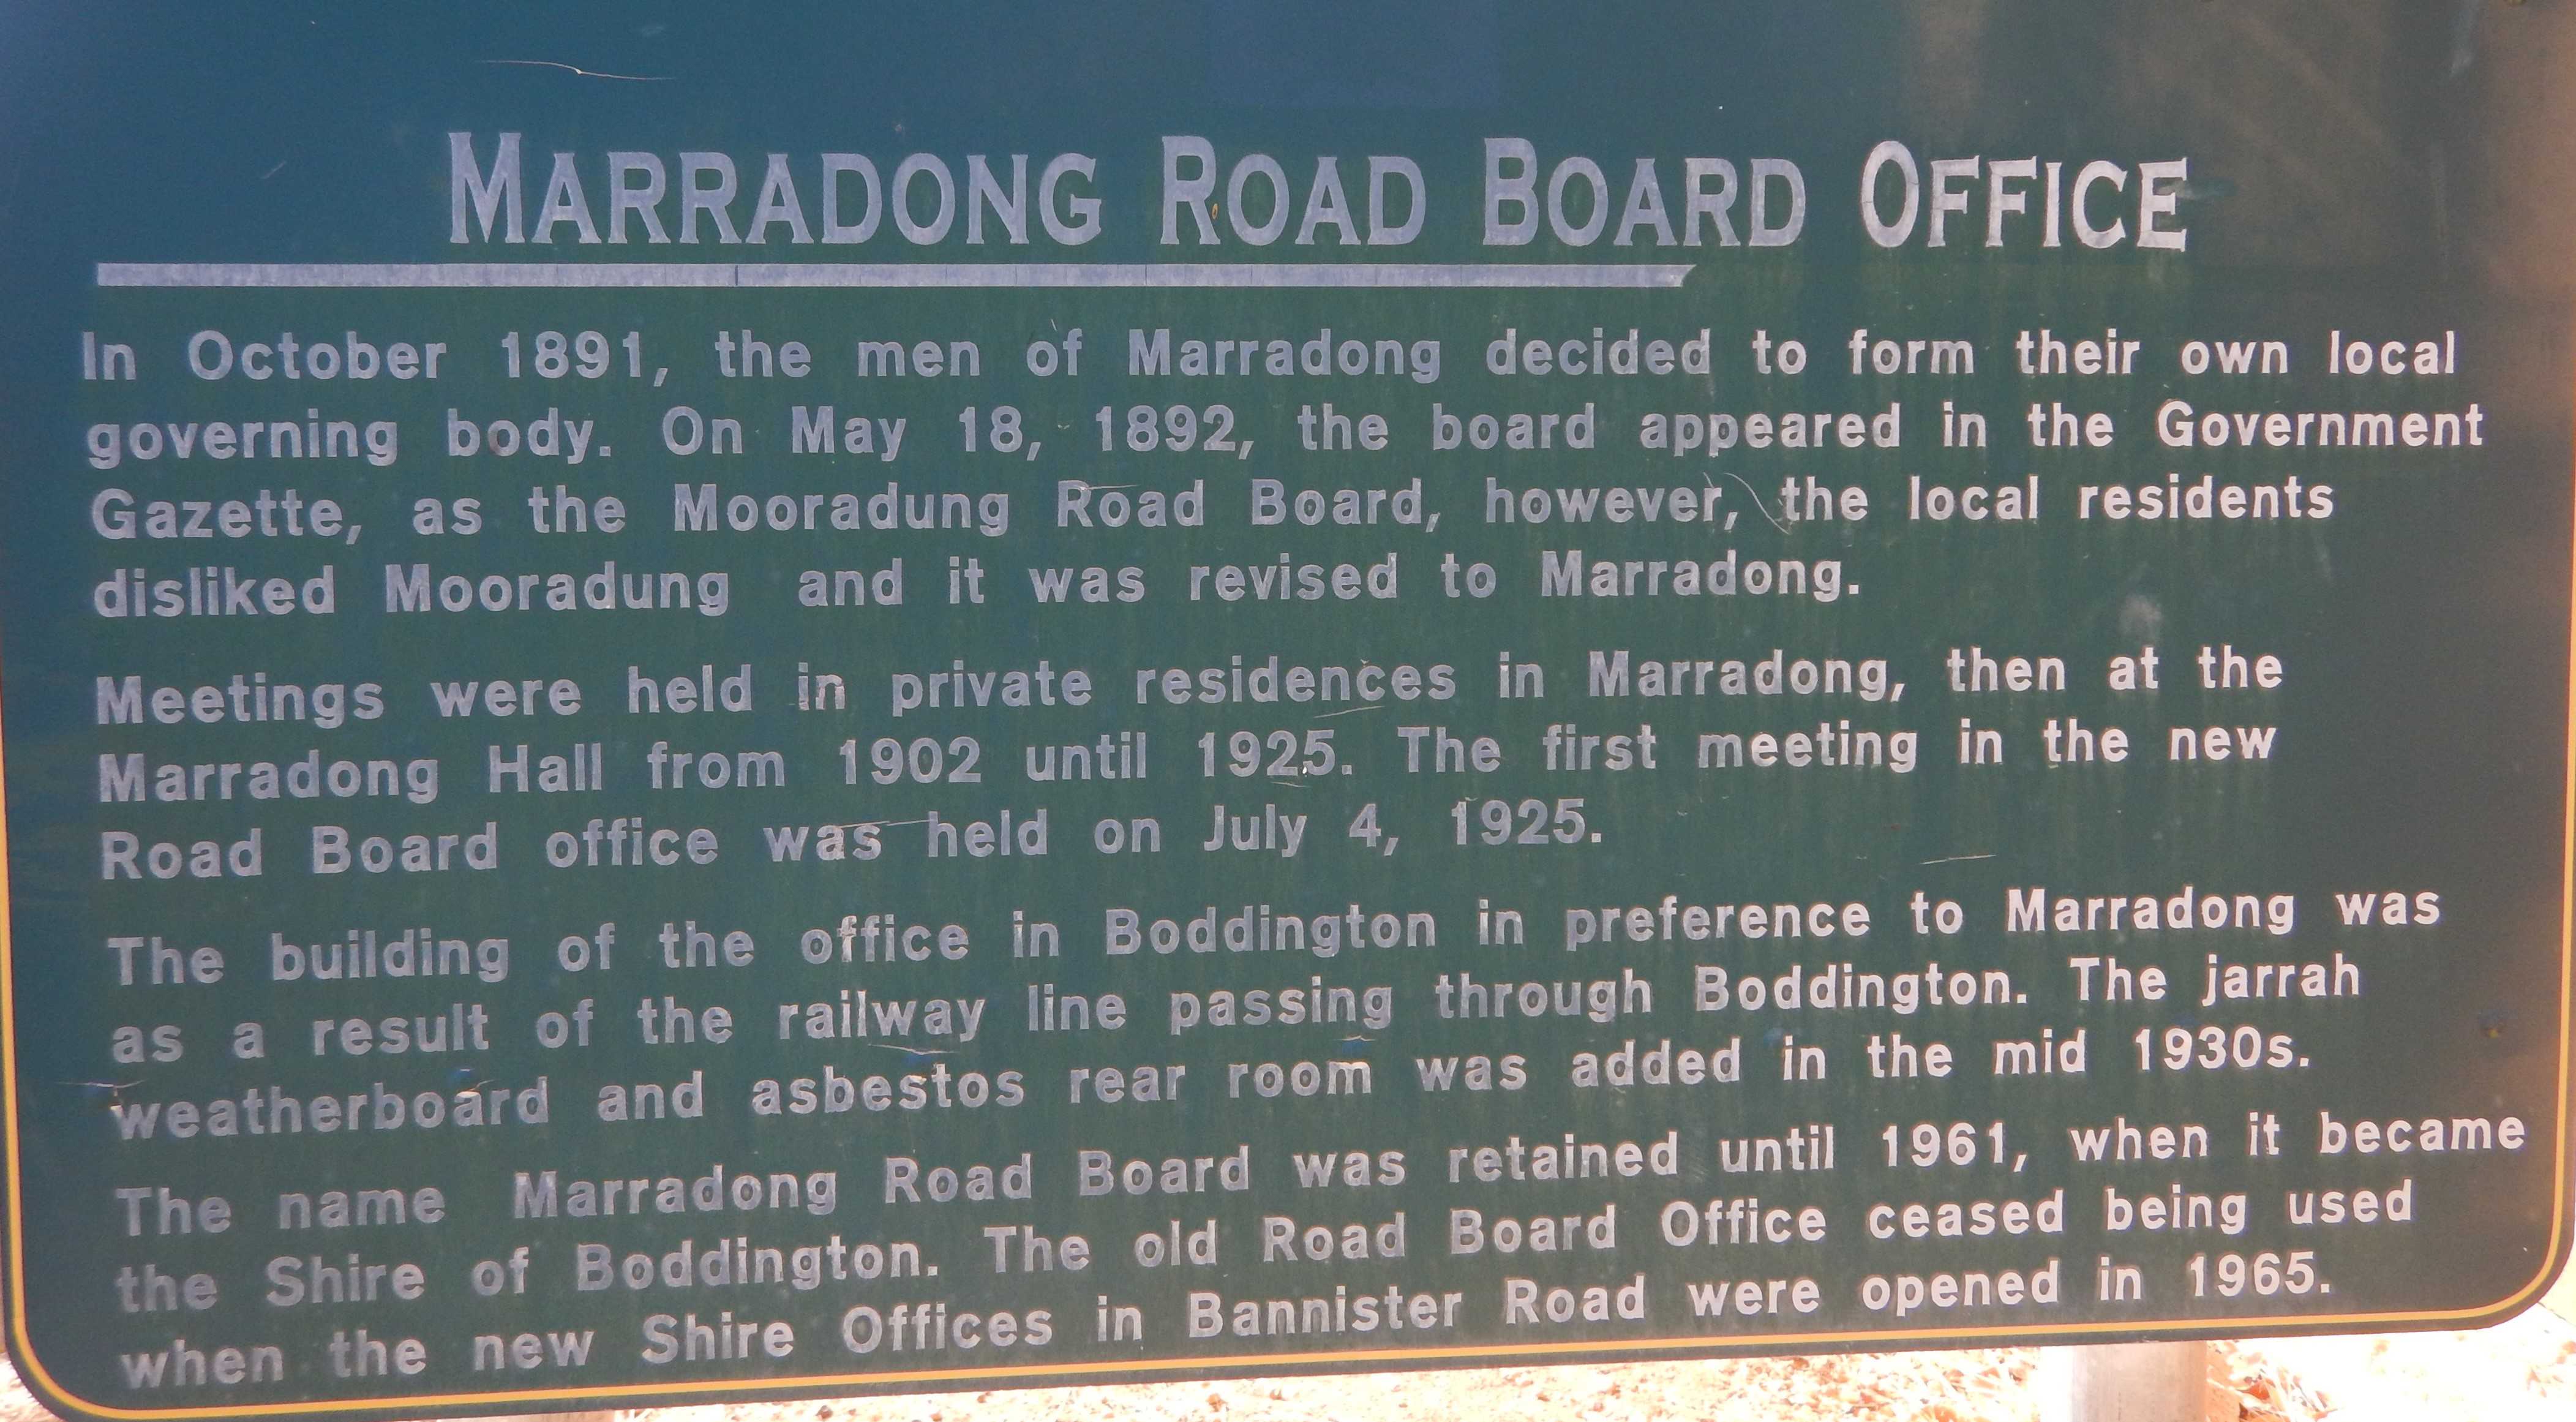 MARRADONG ROAD BOARD OFFICE
In October 1891, the men of Marradong decided to form their own local
governing body. On May 18, 1892, the board appeared in the Government
Gazette, as the Mooradung Road Board, however, the local residents
disliked Mooradung and it was revised to Marradong.
Meetings were held in private residences in Marradong, then at the
Marradong Hall from 1902 until 1925. The first meeting in the new
Road Board office was held on July 4, 1925.
The building of the office in Boddington in preference to Marradong was
as a result of the railway line passing through Boddington. The jarrah
weatherboard and asbestos rear room was added in the mid 1930s.
The name Marradong Road Board was retained until 1961, when it became
the Shire of Boddington. The old Road Board Office ceased being used
when the new Shire Offices in Bannister Road were opened in 1965.